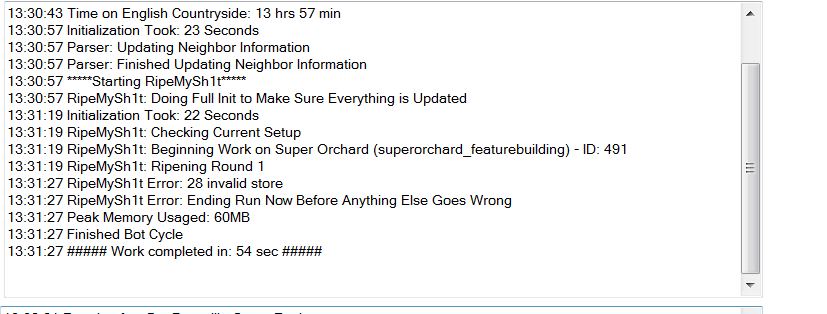 13:30:43 Time on English Countryside: 13 hrs 57 min
13:30:57 Initialization Took: 23 Seconds
13:30:57 Parser: Updating Neighbor Information
13:30:57 Parser: Finished Updating Neighbor Information
13:30:57 *****Starting RipeMySh1t*****
13:30:57 RipeMySh1t: Doing Full Init to Make Sure Everything is Updated
13:31:19 Initialization Took: 22 Seconds
13:31:19 RipeMySh1t: Checking Current Setup
13:31:19 RipeMySh1t: Beginning Work on Super Orchard (superorchard_featurebuilding) - ID: 491
13:31:19 RipeMySh1t: Ripening Round 1
13:31:27 RipeMySh1t Error: 28 invalid store
13:31:27 RipeMySh1t Error: Ending Run Now Before Anything Else Goes Wrong
13:31:27 Peak Memory Usaged: 60MB
13:31:27 Finished Bot Cycle
13:31:27 ##### Work completed in: 54 sec #####